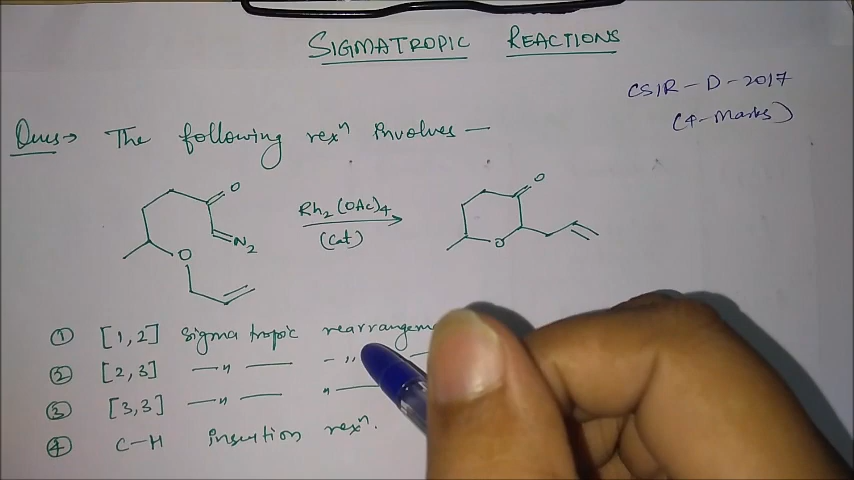 SIGMATROPIC REACTIONS
CSIR-D-2017
(4-Marks)
Ques→ The following rexⁿ involves —
O
N₂
O
Rh₂(OAc)₄
(Cat)
O
O
① [1,2] Sigmatropic rearrangem
② [2,3] —〃— —〃—
③ [3,3] —〃— 〃—
④ C-H insertion rexⁿ.